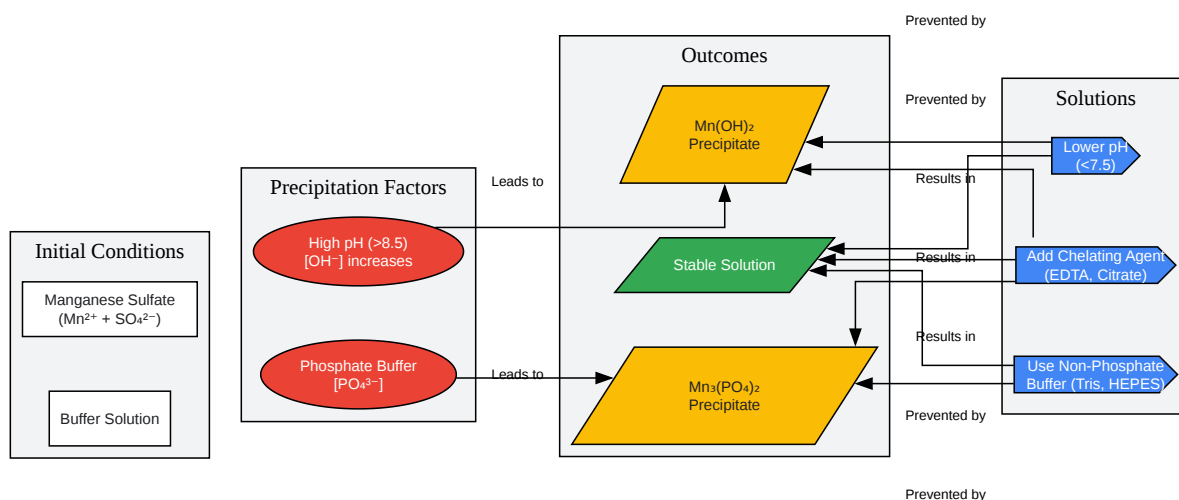 Initial Conditions
Manganese Sulfate
(Mn²⁺ + SO₄²⁻)
Buffer Solution
Precipitation Factors
High pH (>8.5)
[OH⁻] increases
Phosphate Buffer
[PO₄³⁻]
Leads to
Leads to
Outcomes
Mn(OH)₂
Precipitate
Stable Solution
Mn₃(PO₄)₂
Precipitate
Prevented by
Prevented by
Results in
Results in
Results in
Prevented by
Prevented by
Solutions
Lower pH
(<7.5)
Add Chelating Agent
(EDTA, Citrate)
Use Non-Phosphate
Buffer (Tris, HEPES)